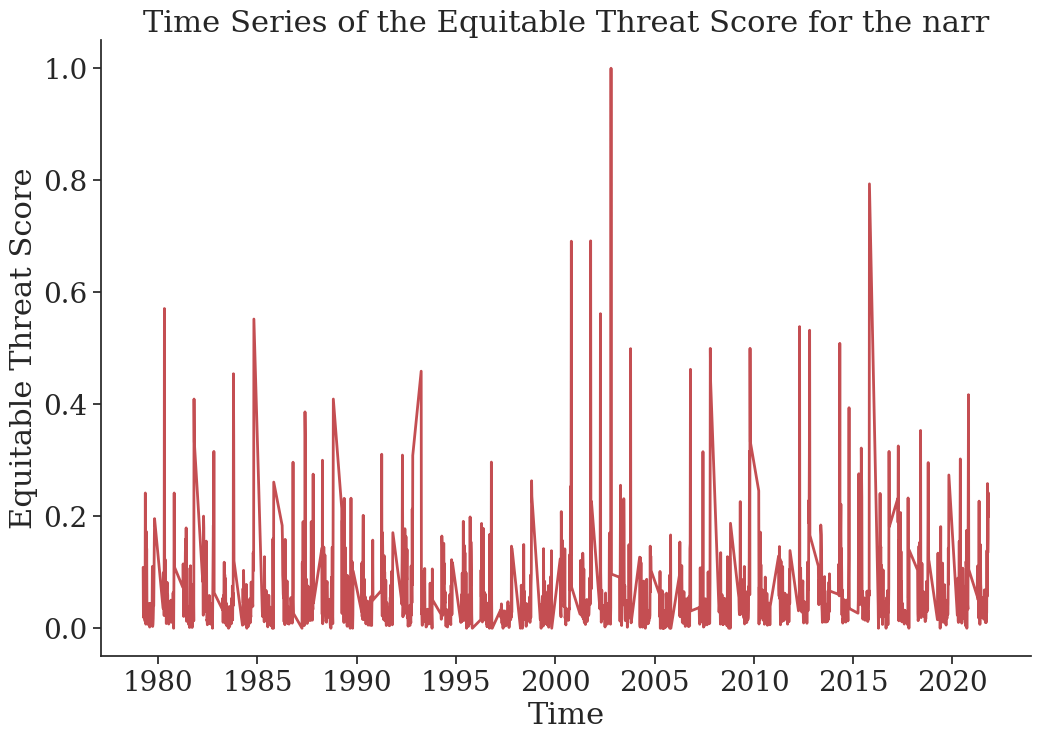 Time Series of the Equitable Threat Score for the narr
Equitable Threat Score
1.0
0.8
0.6
0.4
0.2
0.0
1980 1985 1990 1995 2000 2005 2010 2015 2020
Time